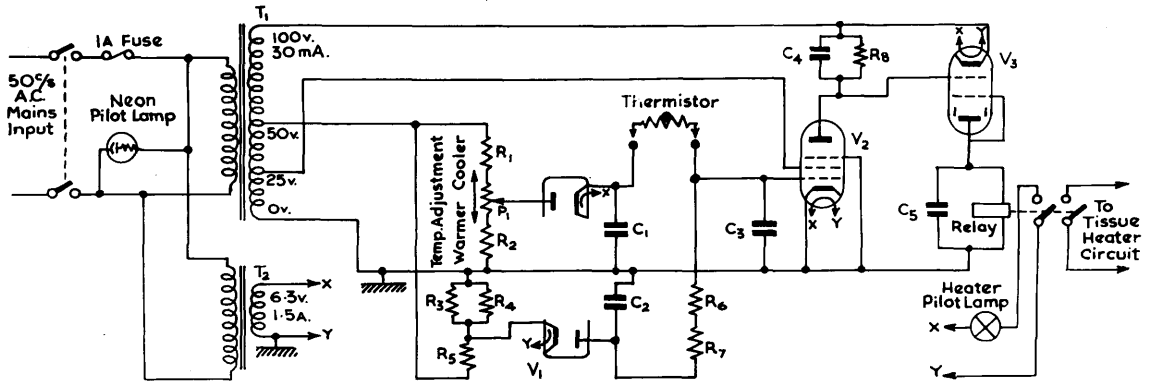 T₁
1A Fuse
100v.
30mA.
X Y
C₄
R₈
V₃
50 c/s
A.C.
Mains
Input
Neon
Pilot Lamp
50v.
25v.
0v.
Temp. Adjustment
Warmer Cooler
R₁
P₁
R₂
X
Thermistor
C₁
C₃
V₂
X Y
C₅
Relay
To
Tissue
Heater
Circuit
T₂
6·3v.
1·5A.
X
Y
R₃
R₄
R₅
Y
V₁
C₂
R₆
R₇
Heater
Pilot Lamp
X
Y